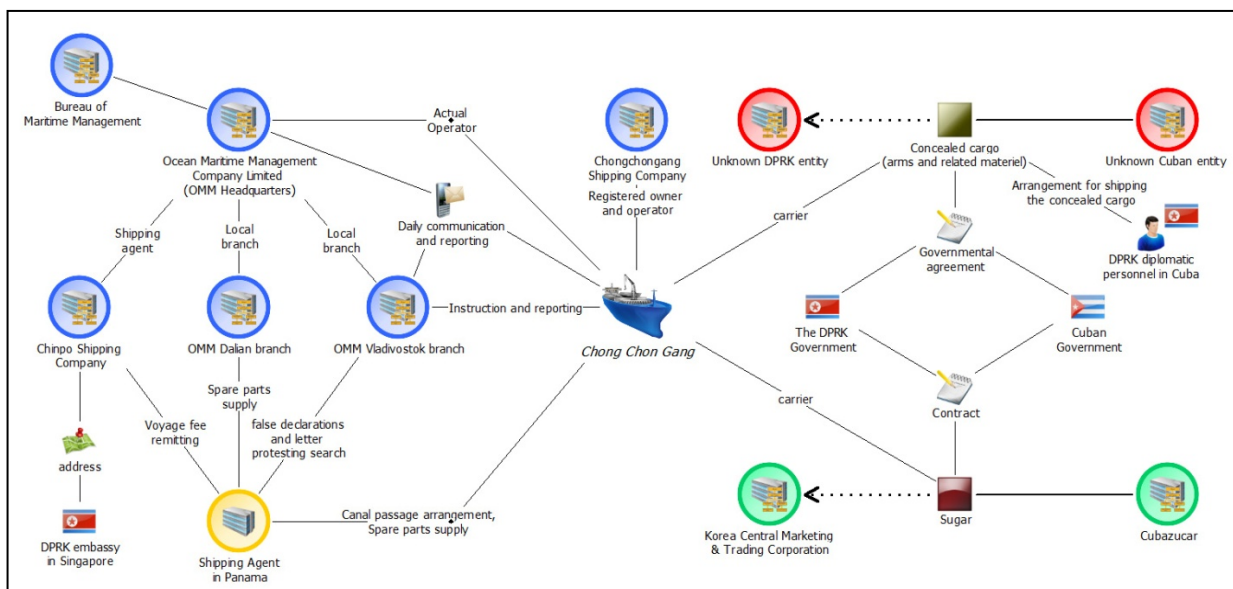 Bureau of
Maritime Management
Ocean Maritime Management
Company Limited
(OMM Headquarters)
Actual
Operator
Chongchongang
Shipping Company
Registered owner
and operator
Unknown DPRK entity
Concealed cargo
(arms and related materiel)
Unknown Cuban entity
Arrangement for shipping
the concealed cargo
DPRK diplomatic
personnel in Cuba
carrier
Governmental
agreement
Shipping
agent
Local
branch
Local
branch
Daily communication
and reporting
Instruction and reporting
Chong Chon Gang
The DPRK
Government
Cuban
Government
Chinpo Shipping
Company
OMM Dalian branch
OMM Vladivostok branch
Contract
carrier
Spare parts
supply
Voyage fee
remitting
false declarations
and letter
protesting search
address
DPRK embassy
in Singapore
Shipping Agent
in Panama
Canal passage arrangement,
Spare parts supply
Korea Central Marketing
& Trading Corporation
Sugar
Cubazucar